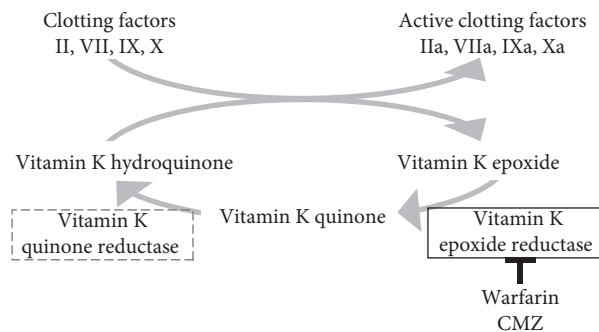 Clotting factors
II, VII, IX, X
Active clotting factors
IIa, VIIa, IXa, Xa
Vitamin K hydroquinone
Vitamin K epoxide
Vitamin K quinone
Vitamin K
quinone reductase
Vitamin K
epoxide reductase
Warfarin
CMZ